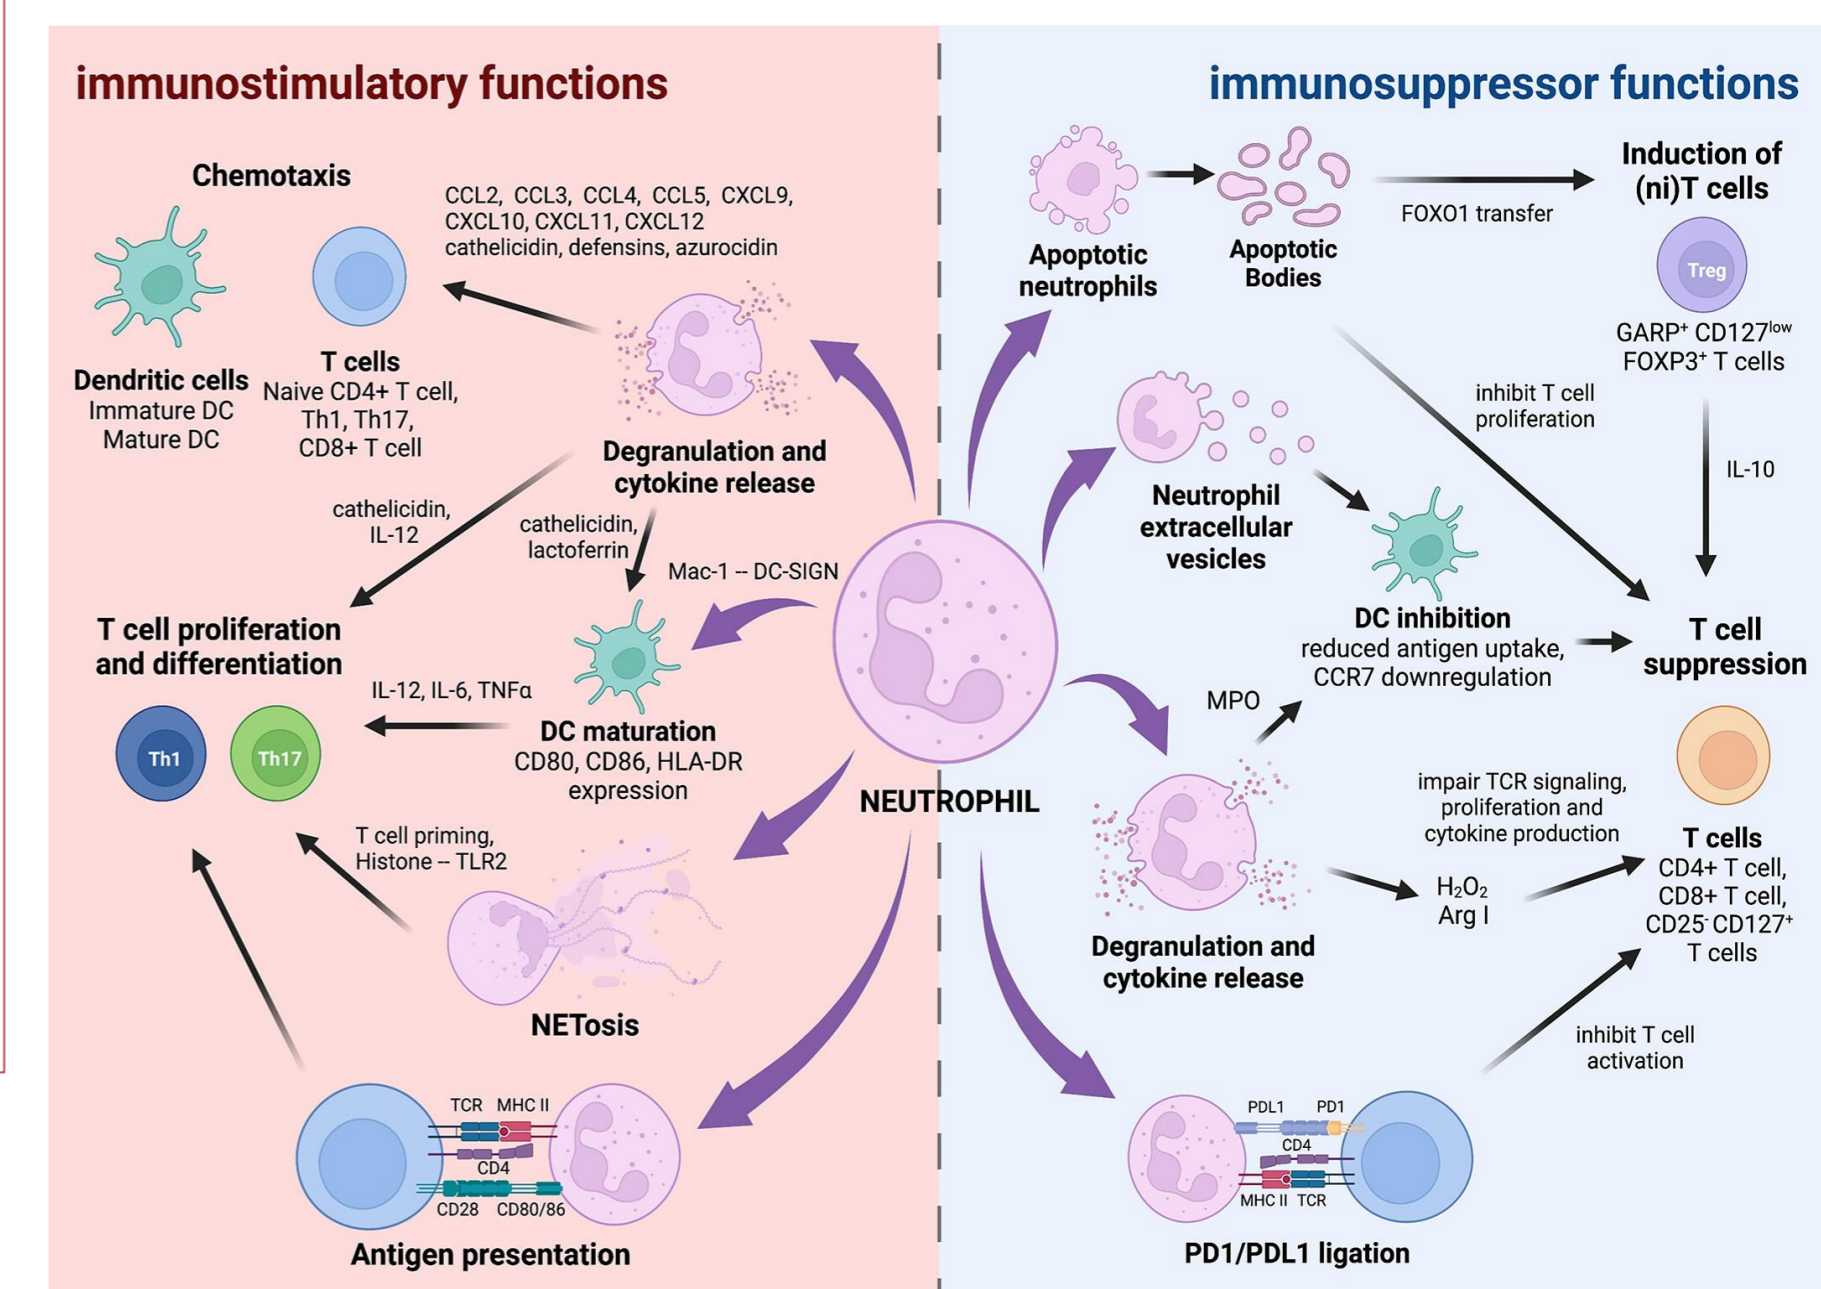 immunostimulatory functions
Chemotaxis
CCL2, CCL3, CCL4, CCL5, CXCL9,
CXCL10, CXCL11, CXCL12
cathelicidin, defensins, azurocidin
Dendritic cells
Immature DC
Mature DC
T cells
Naive CD4+ T cell,
Th1, Th17,
CD8+ T cell
Degranulation and
cytokine release
cathelicidin,
IL-12
cathelicidin,
lactoferrin
Mac-1 -- DC-SIGN
T cell proliferation
and differentiation
Th1
Th17
IL-12, IL-6, TNFα
DC maturation
CD80, CD86, HLA-DR
expression
T cell priming,
Histone -- TLR2
NETosis
TCR MHC II
CD4
CD28 CD80/86
Antigen presentation
NEUTROPHIL
immunosuppressor functions
Apoptotic
neutrophils
Apoptotic
Bodies
FOXO1 transfer
Induction of
(ni)T cells
Treg
GARP⁺ CD127ˡᵒʷ
FOXP3⁺ T cells
inhibit T cell
proliferation
IL-10
Neutrophil
extracellular
vesicles
DC inhibition
reduced antigen uptake,
CCR7 downregulation
T cell
suppression
MPO
Degranulation and
cytokine release
impair TCR signaling,
proliferation and
cytokine production
H₂O₂
Arg I
T cells
CD4+ T cell,
CD8+ T cell,
CD25⁻ CD127⁺
T cells
inhibit T cell
activation
PDL1 PD1
CD4
MHC II TCR
PD1/PDL1 ligation